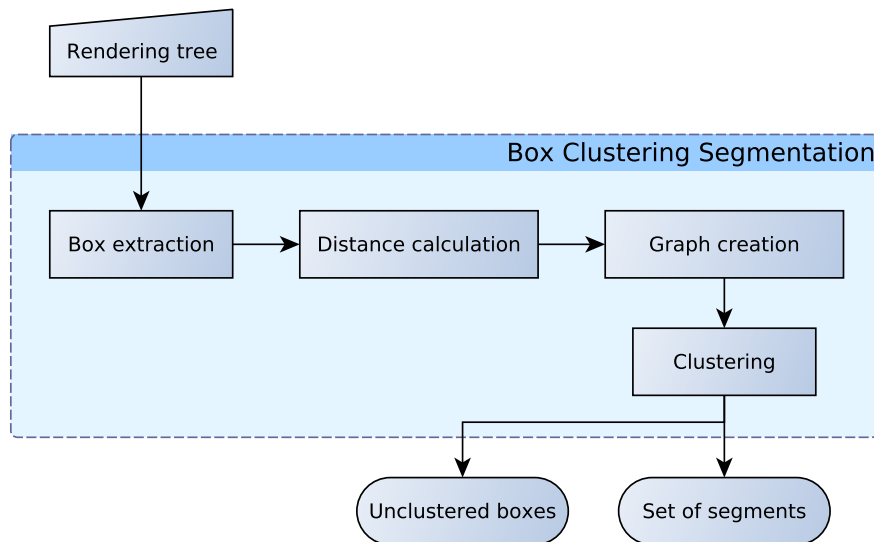 Rendering tree
Box Clustering Segmentation
Box extraction
Distance calculation
Graph creation
Clustering
Unclustered boxes
Set of segments